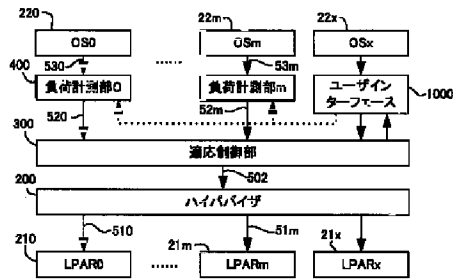 220 22m 22x
OS0 ...... OSm OSx
530 53m
400 負荷計測部0 負荷計測部m ユーザインターフェース 1000
520 52m
300 適応制御部
502
200 ハイパバイザ
510 51m
210 21m 21x
LPAR0 ...... LPARm LPARx